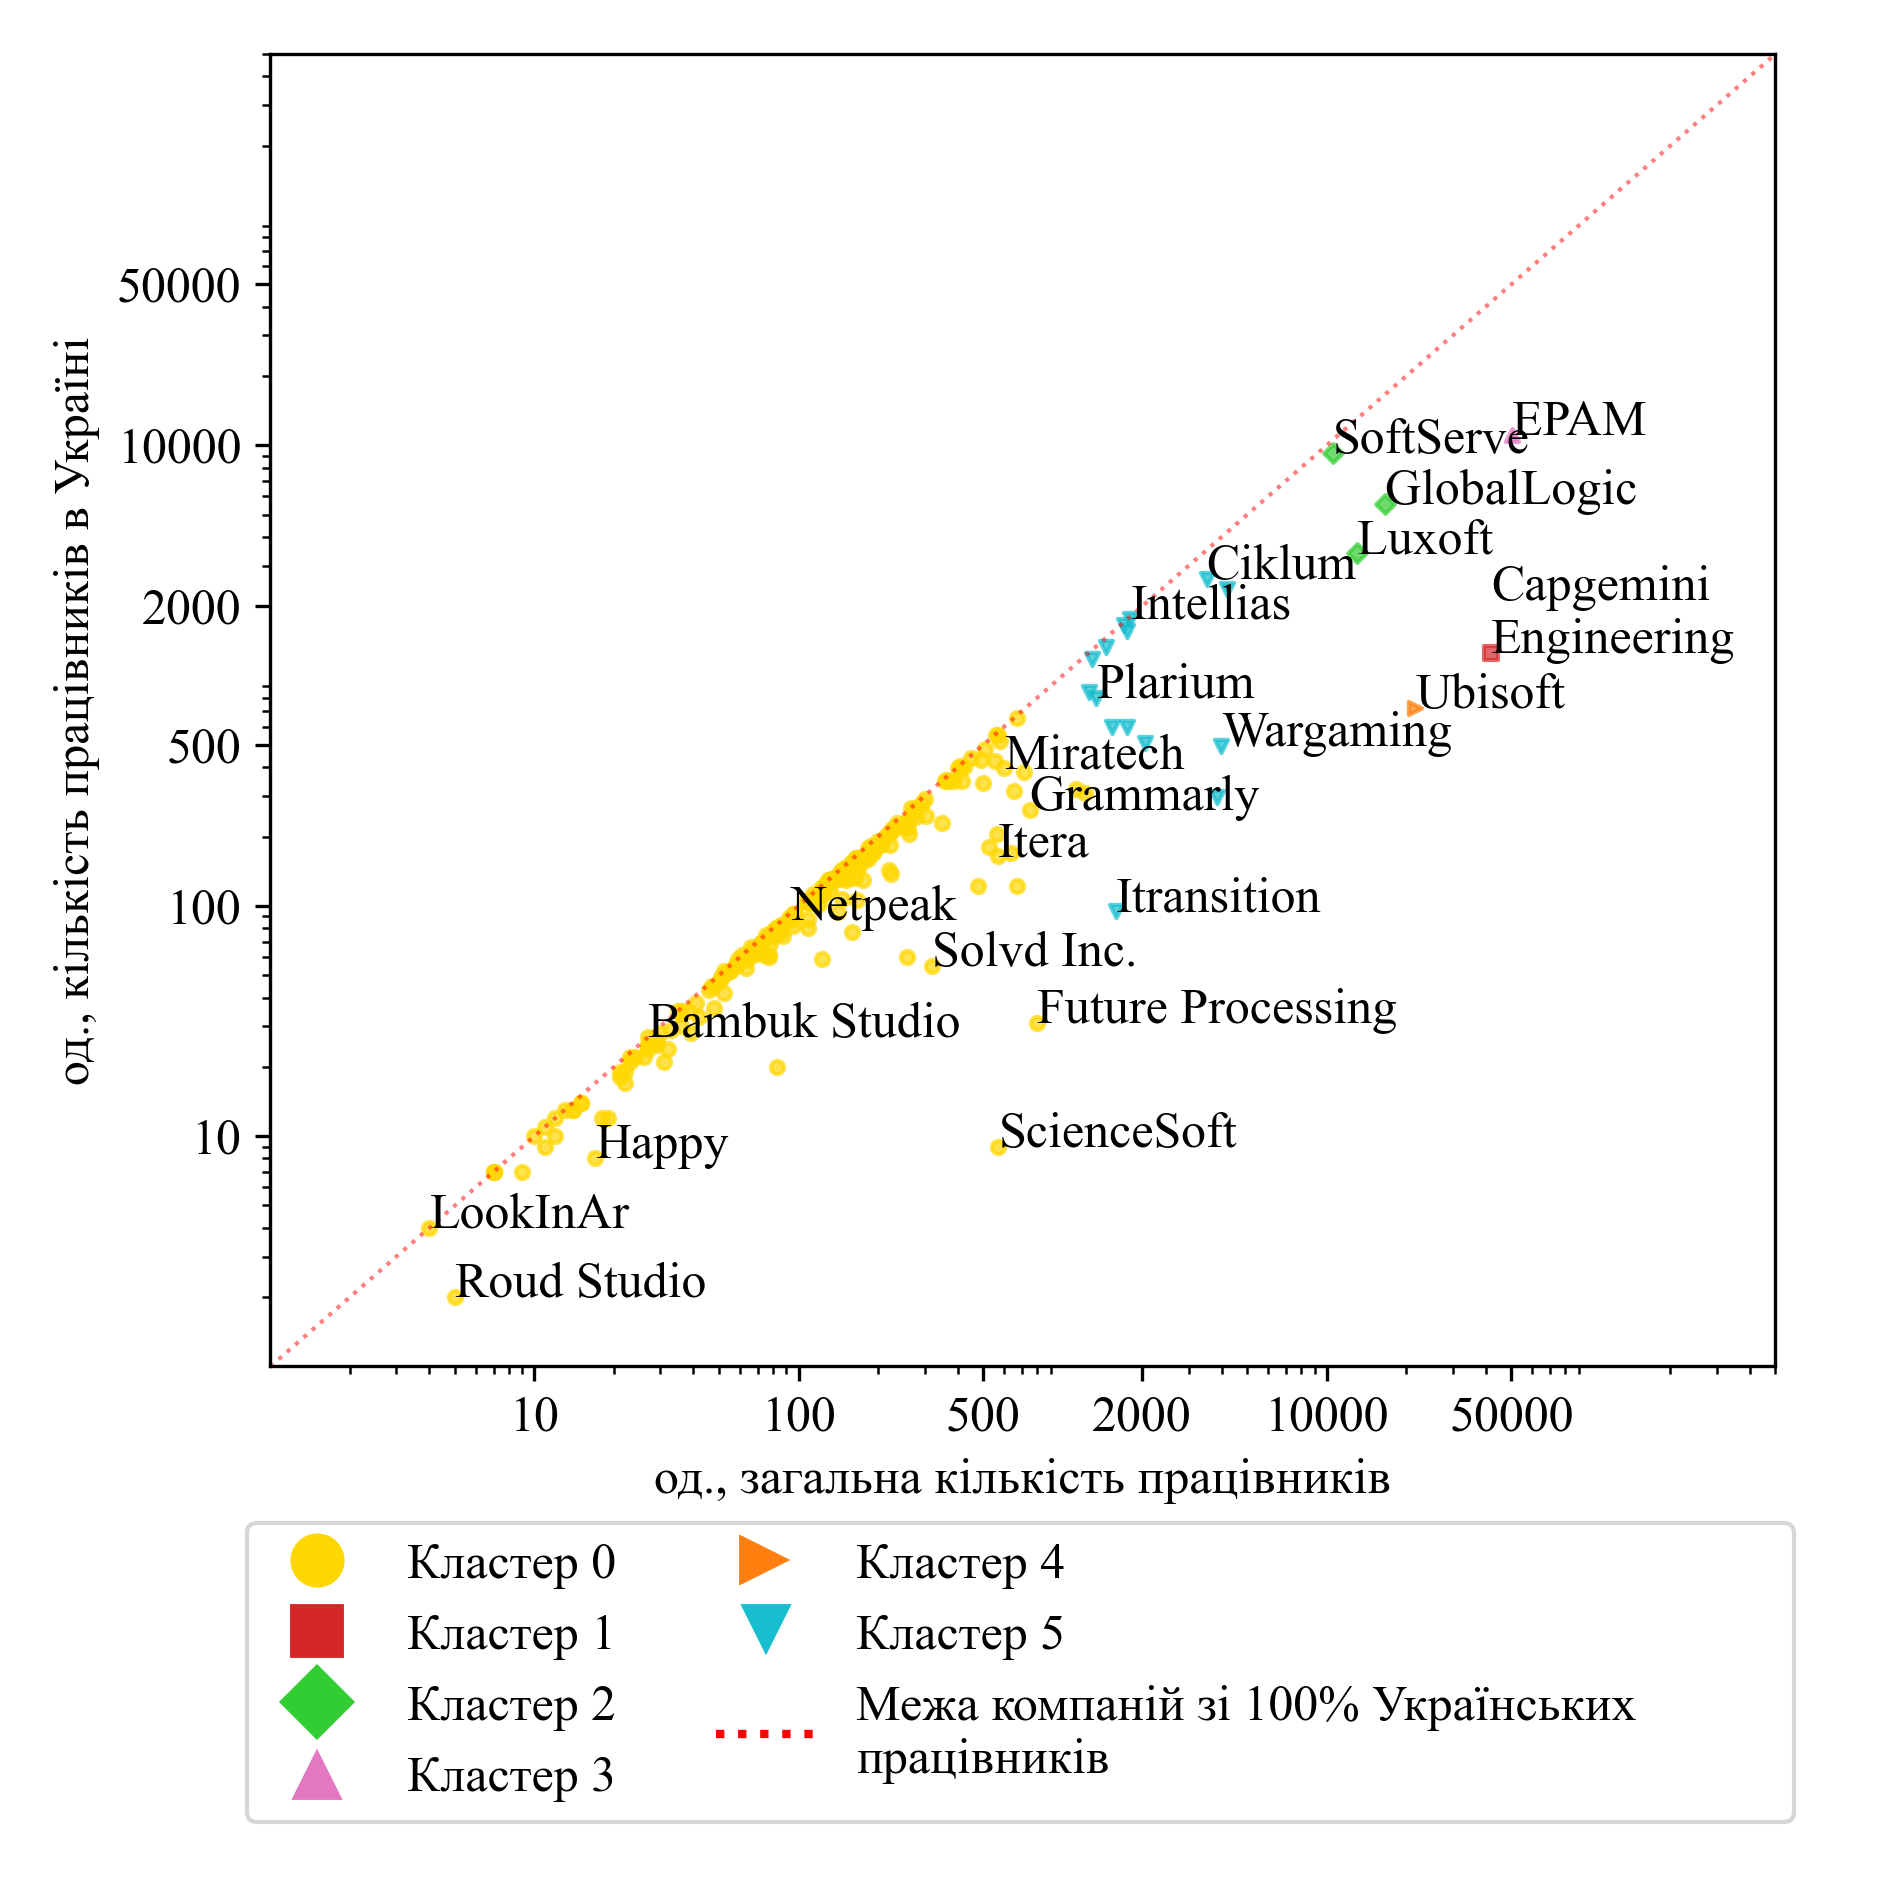 50000
10000
2000
500
100
10
од., кількість працівників в Україні
EPAM
SoftServe
GlobalLogic
Luxoft
Ciklum
Capgemini
Engineering
Intellias
Plarium
Ubisoft
Wargaming
Miratech
Grammarly
Itera
Itransition
Netpeak
Solvd Inc.
Future Processing
Bambuk Studio
ScienceSoft
Happy
LookInAr
Roud Studio
10
100
500
2000
10000
50000
од., загальна кількість працівників
Кластер 0
Кластер 1
Кластер 2
Кластер 3
Кластер 4
Кластер 5
Межа компаній зі 100% Українських
працівників